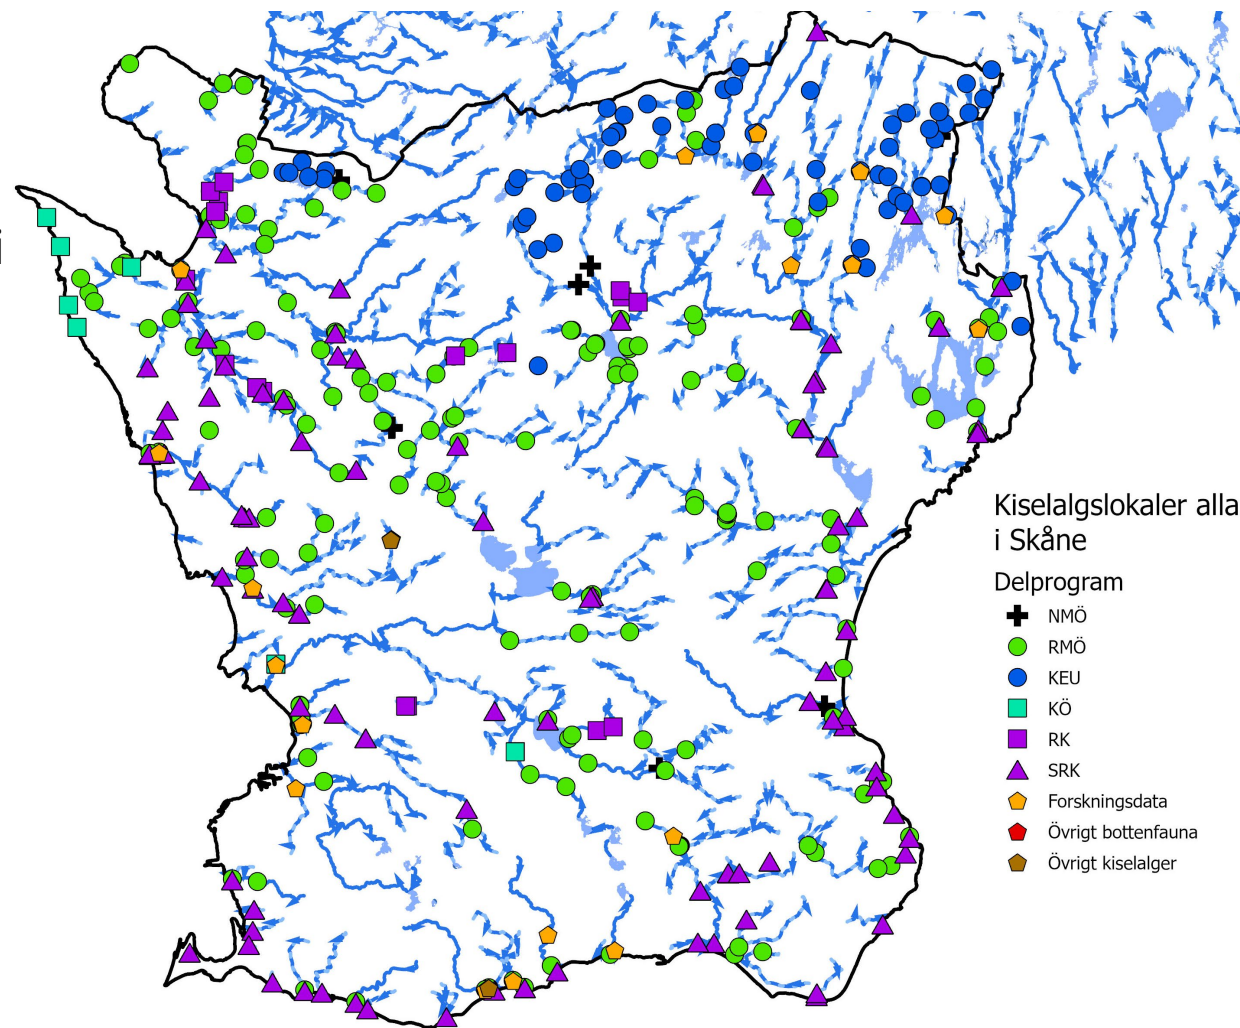 i
Kiselalgslokaler alla
i Skåne
Delprogram
NMÖ
RMÖ
KEU
KÖ
RK
SRK
Forskningsdata
Övrigt bottenfauna
Övrigt kiselalger